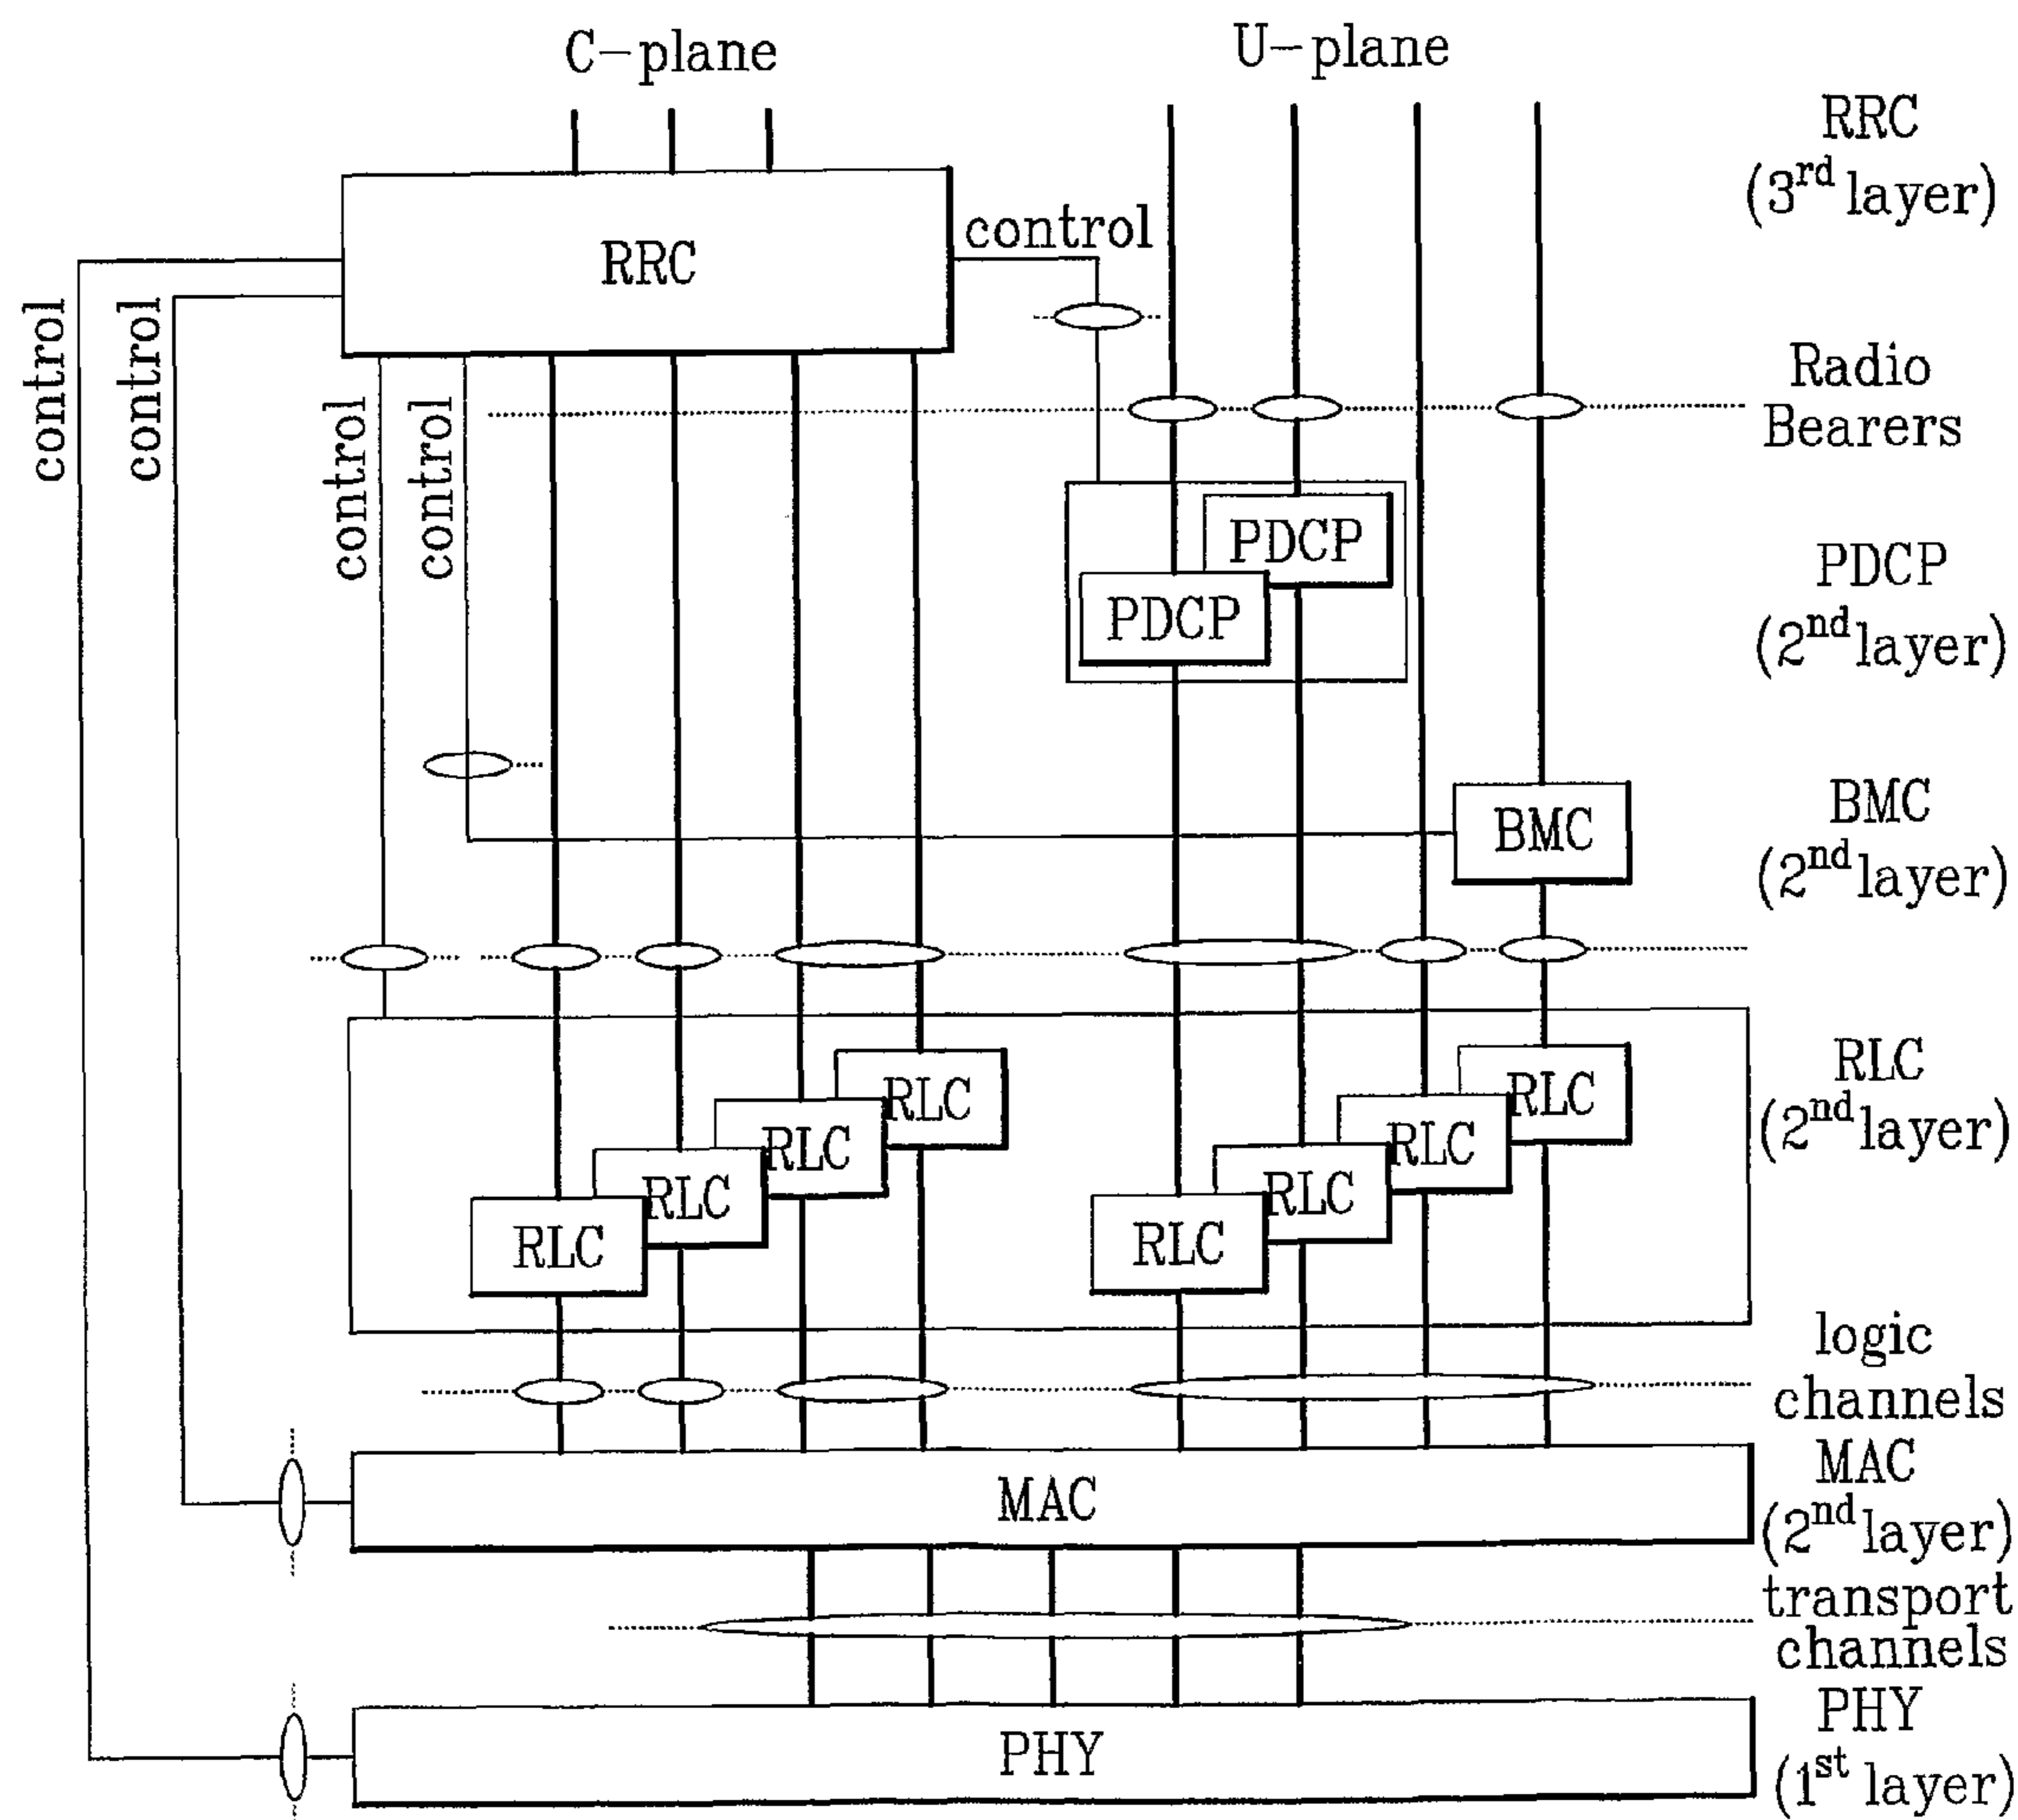 C-plane
U-plane
RRC
(3rd layer)
RRC
control
control
control
control
control
Radio
Bearers
PDCP
PDCP
PDCP
(2nd layer)
BMC
BMC
(2nd layer)
RLC
RLC
RLC
RLC
RLC
RLC
RLC
RLC
RLC
(2nd layer)
logic
channels
MAC
MAC
(2nd layer)
transport
channels
PHY
PHY
(1st layer)